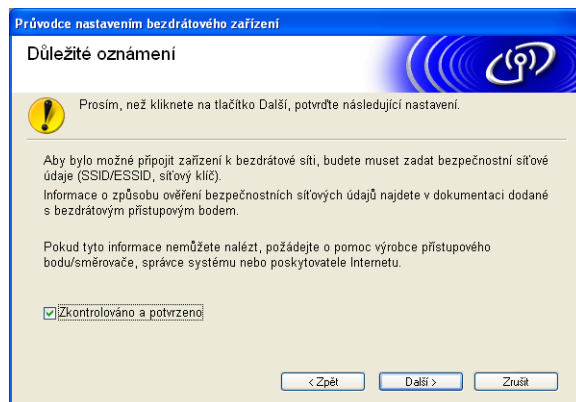 Průvodce nastavením bezdrátového zařízení
Důležité oznámení
Prosím, než kliknete na tlačítko Další, potvrďte následující nastavení.
Aby bylo možné připojit zařízení k bezdrátové síti, budete muset zadat bezpečnostní síťové
údaje (SSID/ESSID, síťový klíč).
Informace o způsobu ověření bezpečnostních síťových údajů najdete v dokumentaci dodané
s bezdrátovým přístupovým bodem.
Pokud tyto informace nemůžete nalézt, požádejte o pomoc výrobce přístupového
bodu/směrovače, správce systému nebo poskytovatele Internetu.
Zkontrolováno a potvrzeno
< Zpět
Další >
Zrušit